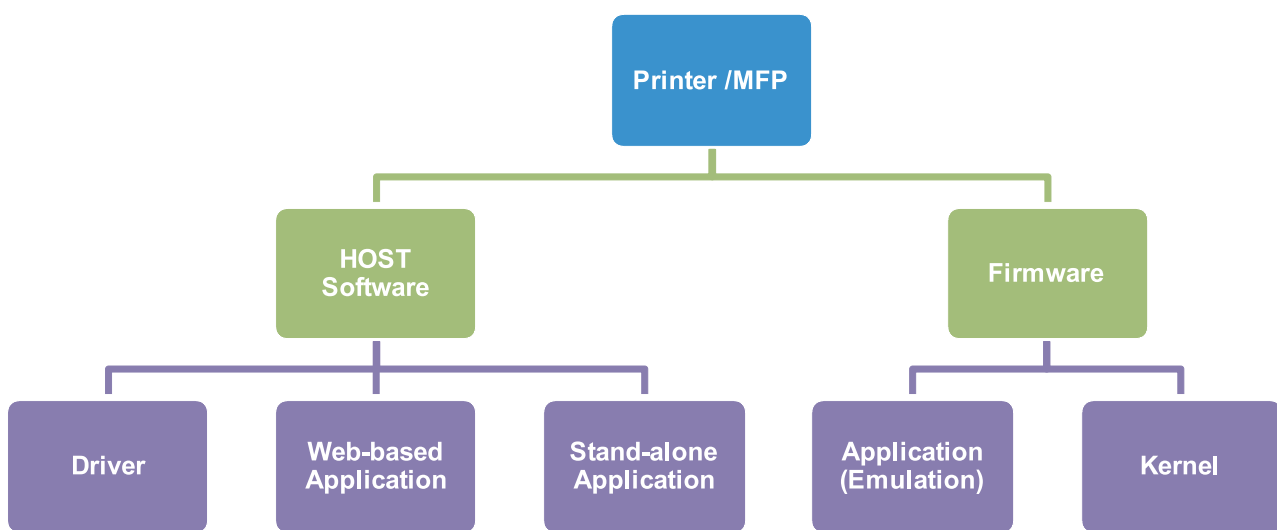 Printer /MFP
HOST
Software
Firmware
Driver
Web-based
Application
Stand-alone
Application
Application
(Emulation)
Kernel